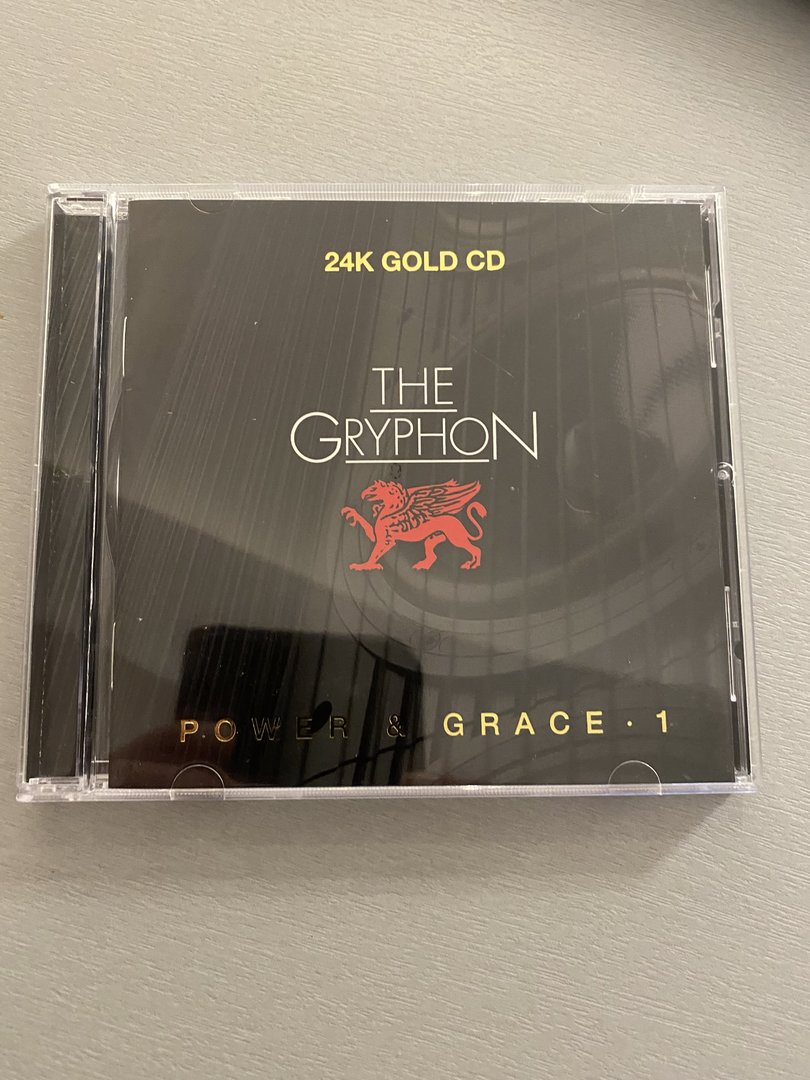 24K GOLD CD
THE
GRYPHON
POWER & GRACE · 1